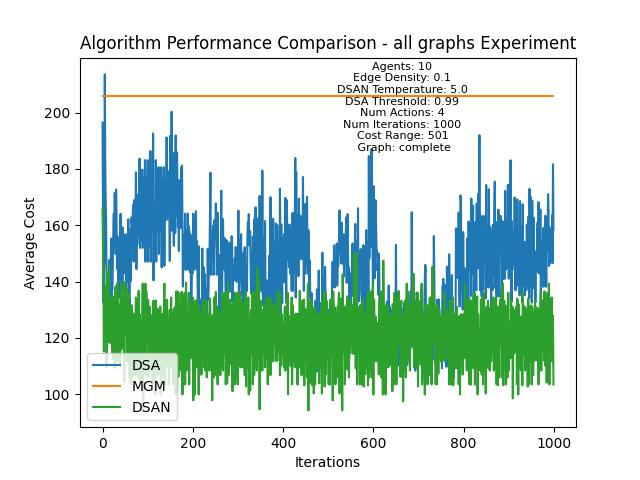 Algorithm Performance Comparison - all graphs Experiment
Agents: 10
Edge Density: 0.1
DSAN Temperature: 5.0
DSA Threshold: 0.99
Num Actions: 4
Num Iterations: 1000
Cost Range: 501
Graph: complete
Average Cost
200
180
160
140
120
100
DSA
MGM
DSAN
0
200
400
600
800
1000
Iterations